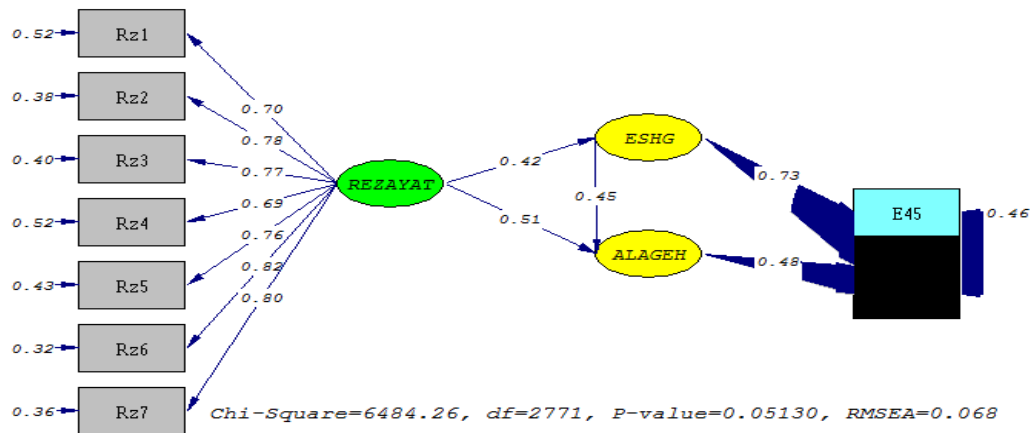 0.52 Rz1
0.38 Rz2
0.40 Rz3
0.52 Rz4
0.43 Rz5
0.32 Rz6
0.36 Rz7
0.70
0.78
0.77
0.69
0.76
0.82
0.80
REZAYAT
0.42
0.51
ESHG
0.45
ALAGEH
0.73
0.48
E45
0.46
Chi-Square=6484.26, df=2771, P-value=0.05130, RMSEA=0.068